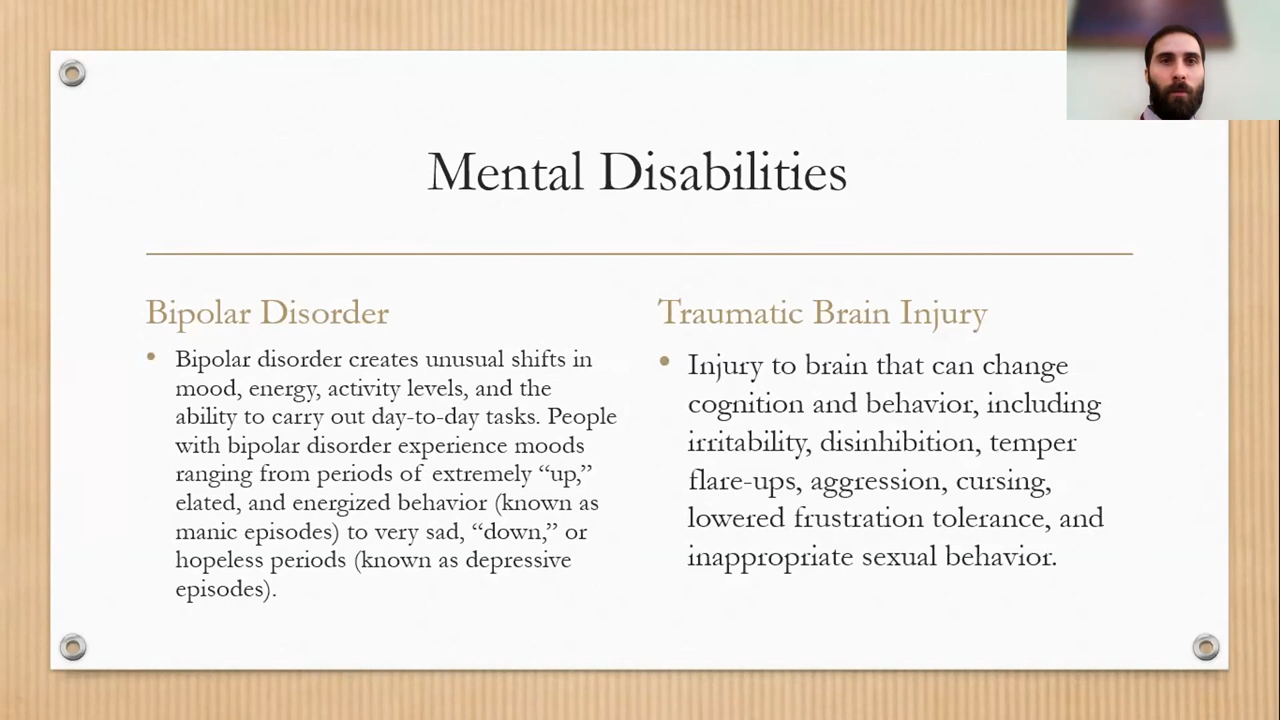 Mental Disabilities
Bipolar Disorder
• Bipolar disorder creates unusual shifts in
mood, energy, activity levels, and the
ability to carry out day-to-day tasks. People
with bipolar disorder experience moods
ranging from periods of extremely “up,”
elated, and energized behavior (known as
manic episodes) to very sad, “down,” or
hopeless periods (known as depressive
episodes).
Traumatic Brain Injury
• Injury to brain that can change
cognition and behavior, including
irritability, disinhibition, temper
flare-ups, aggression, cursing,
lowered frustration tolerance, and
inappropriate sexual behavior.